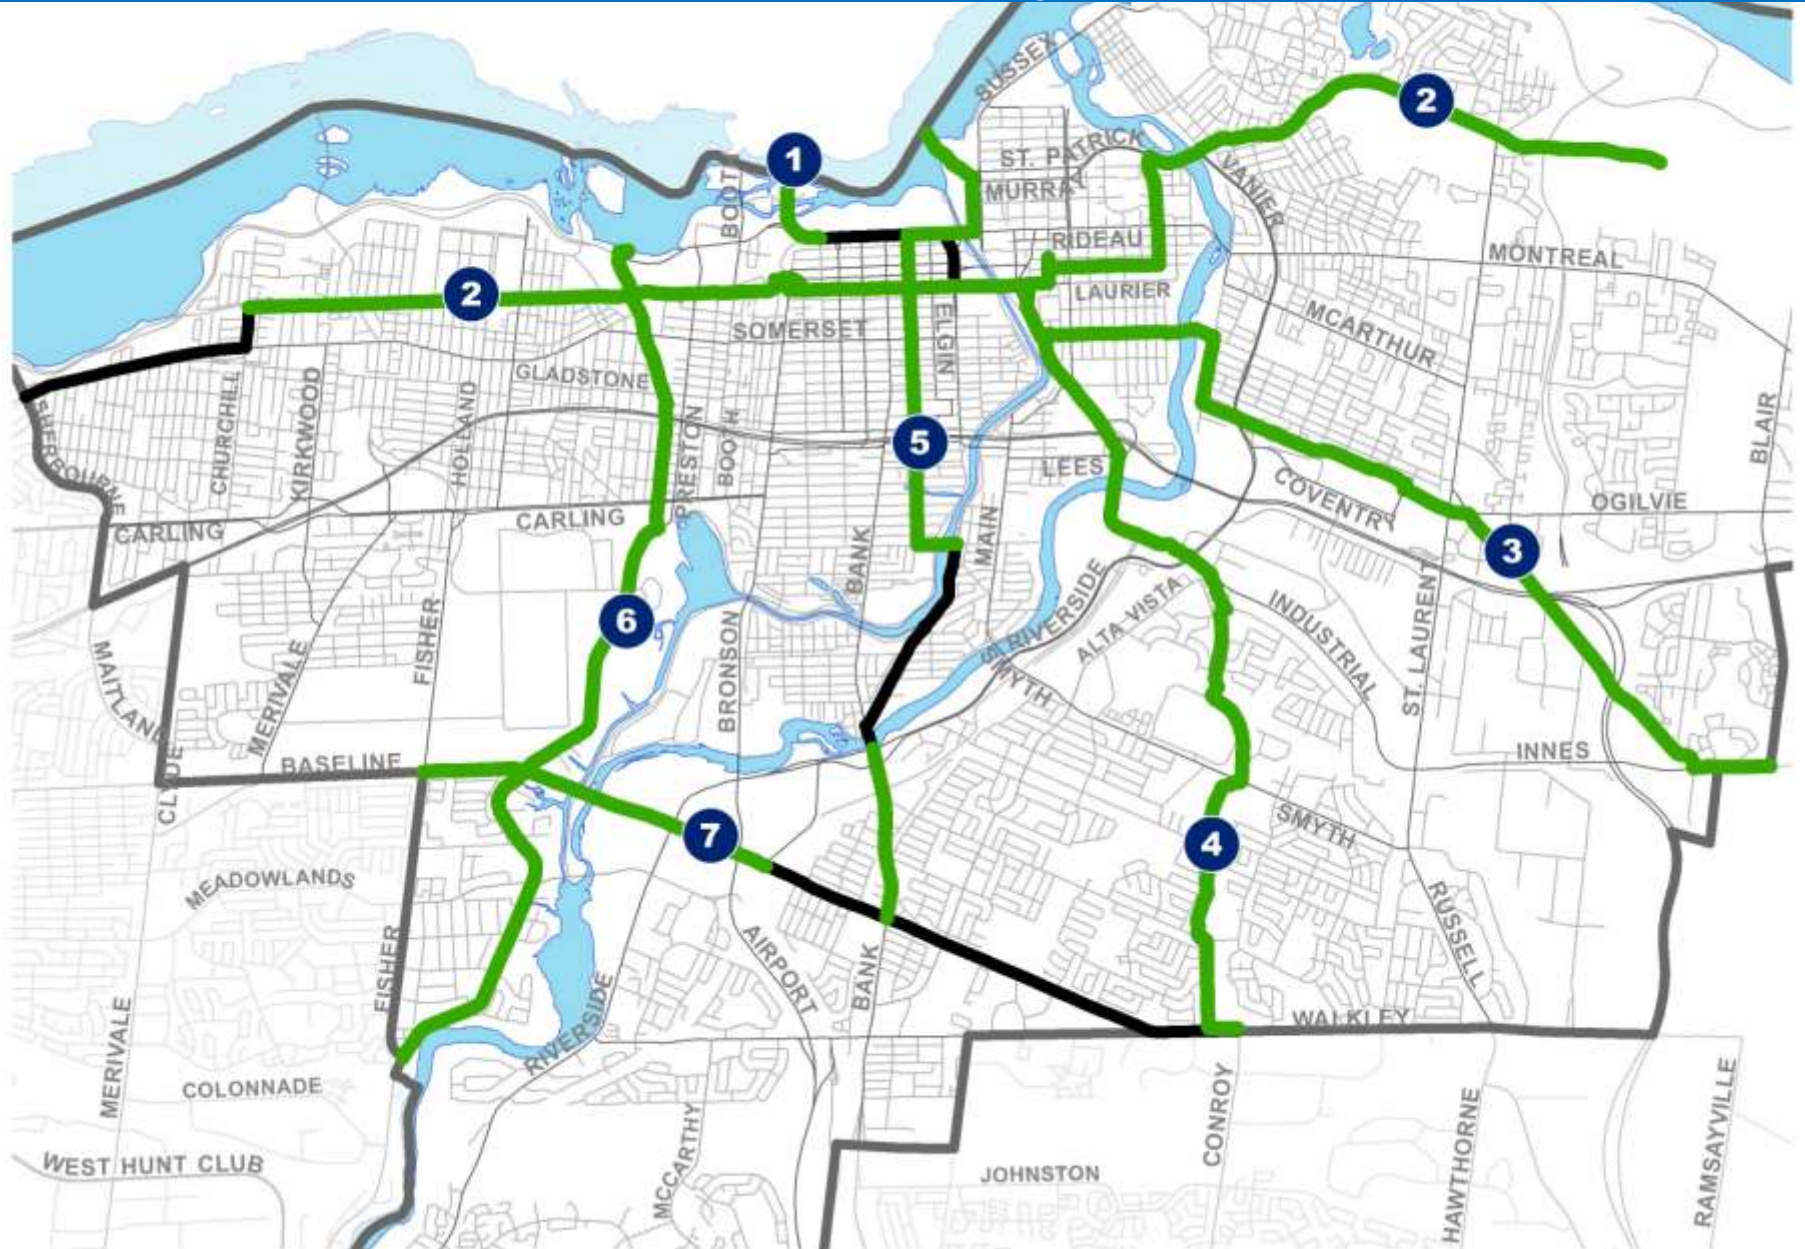 SUSSEX
2
1
ST. PATRICK
MURRAY
VANIER
BOOT
RIDEAU
MONTREAL
2
LAURIER
ELGIN
SOMERSET
MCARTHUR
GLADSTONE
CHURCHILL
KIRKWOOD
HOLLAND
PRESTON
BOOTH
BLAIR
SHERBOURNE
5
LEES
COVENTRY
OGILVIE
CARLING
CARLING
BANK
MAIN
3
MAITLAND
MERIVALE
FISHER
6
BRONSON
RIVERSIDE
SMYTH
ALTA VISTA
INDUSTRIAL
ST. LAURENT
CLYDE
BASELINE
INNES
7
SMYTH
4
MEADOWLANDS
FISHER
AIRPORT
BANK
RUSSELL
MERIVALE
RIVERSIDE
WALKLEY
COLONNADE
WEST HUNT CLUB
MCCARTHY
JOHNSTON
CONROY
HAWTHORNE
RAMSAYVILLE